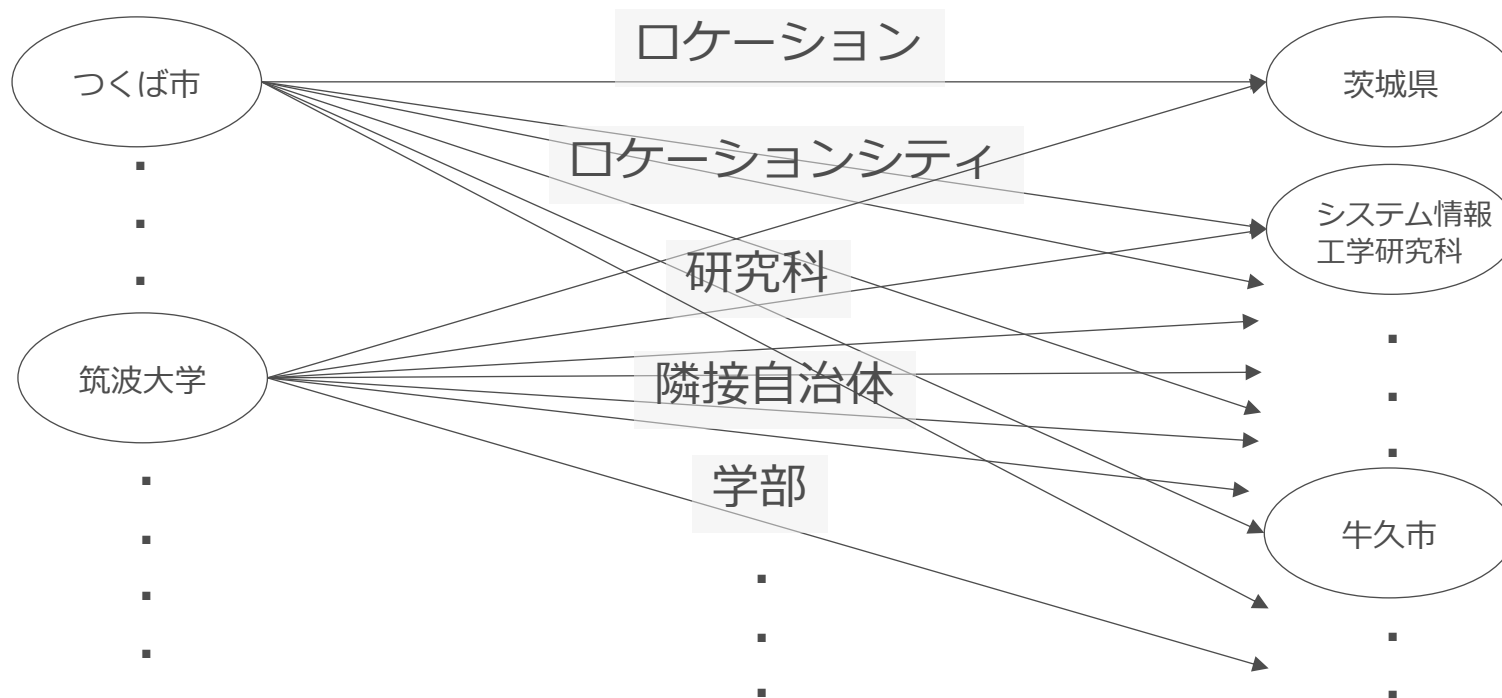 ロケーション
つくば市
茨城県
ロケーションシティ
システム情報
工学研究科
研究科
筑波大学
隣接自治体
学部
牛久市